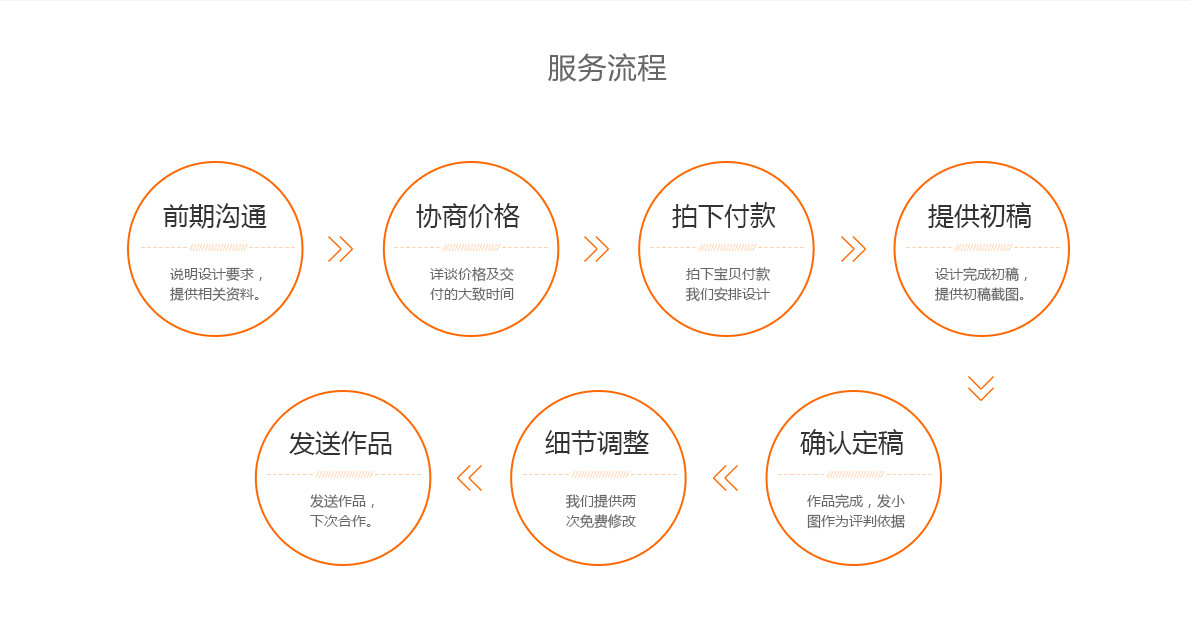 服务流程
前期沟通
说明设计要求，
提供相关资料。
协商价格
详谈价格及交
付的大致时间
拍下付款
拍下宝贝付款
我们安排设计
提供初稿
设计完成初稿，
提供初稿截图。
确认定稿
作品完成，发小
图作为评判依据
细节调整
我们提供两
次免费修改
发送作品
发送作品，
下次合作。